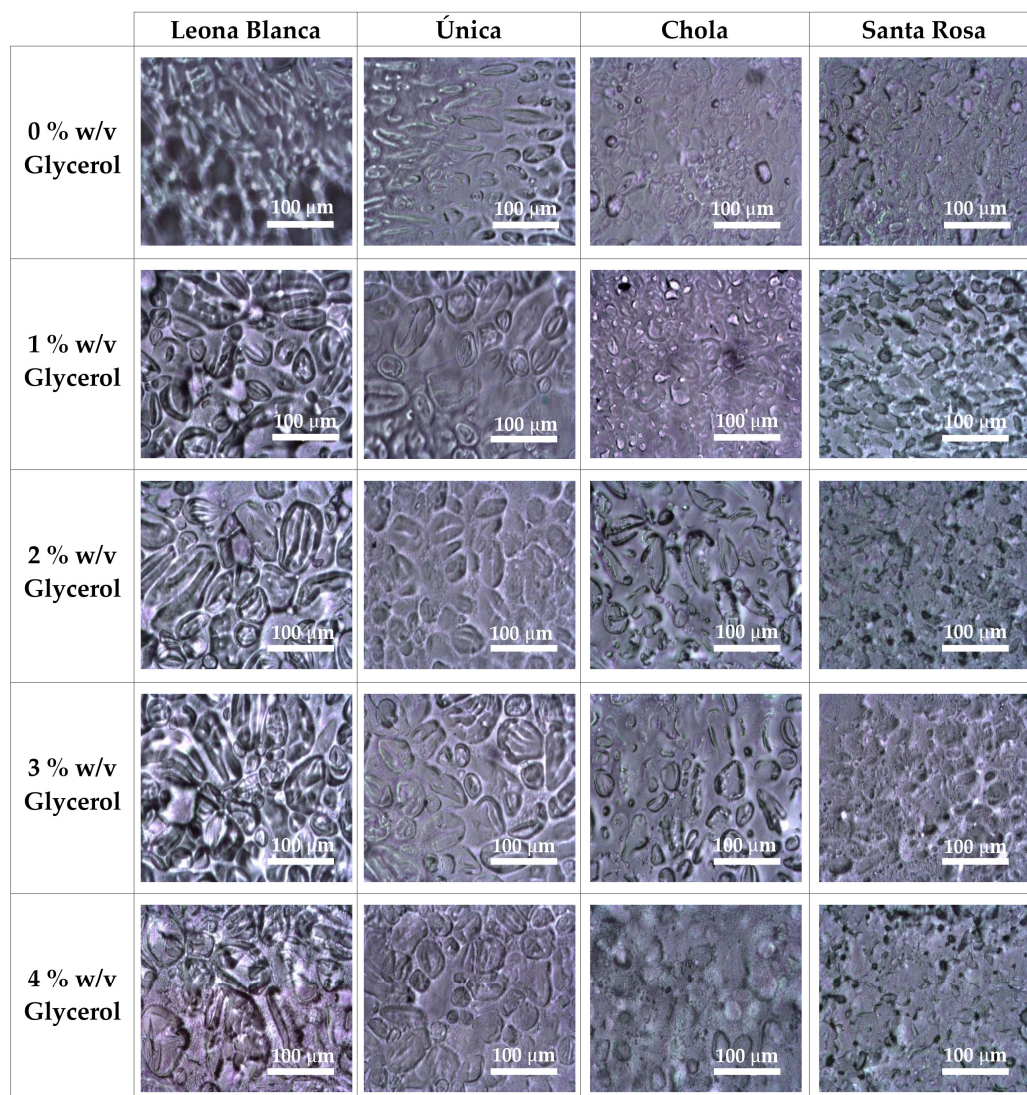 Leona Blanca Única Chola Santa Rosa
0 % w/v
Glycerol
100 µm 100 µm 100 µm 100 µm
1 % w/v
Glycerol
100 µm 100 µm 100 µm 100 µm
2 % w/v
Glycerol
100 µm 100 µm 100 µm 100 µm
3 % w/v
Glycerol
100 µm 100 µm 100 µm 100 µm
4 % w/v
Glycerol
100 µm 100 µm 100 µm 100 µm